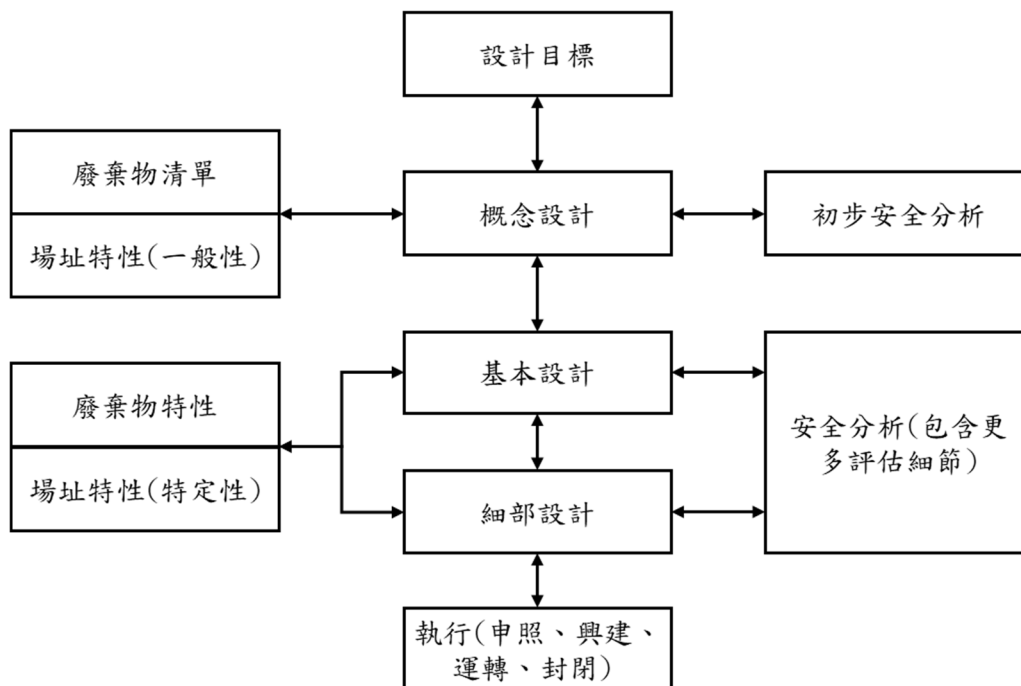 設計目標
廢棄物清單
場址特性(一般性)
概念設計
初步安全分析
廢棄物特性
場址特性(特定性)
基本設計
細部設計
安全分析(包含更
多評估細節)
執行(申照、興建、
運轉、封閉)